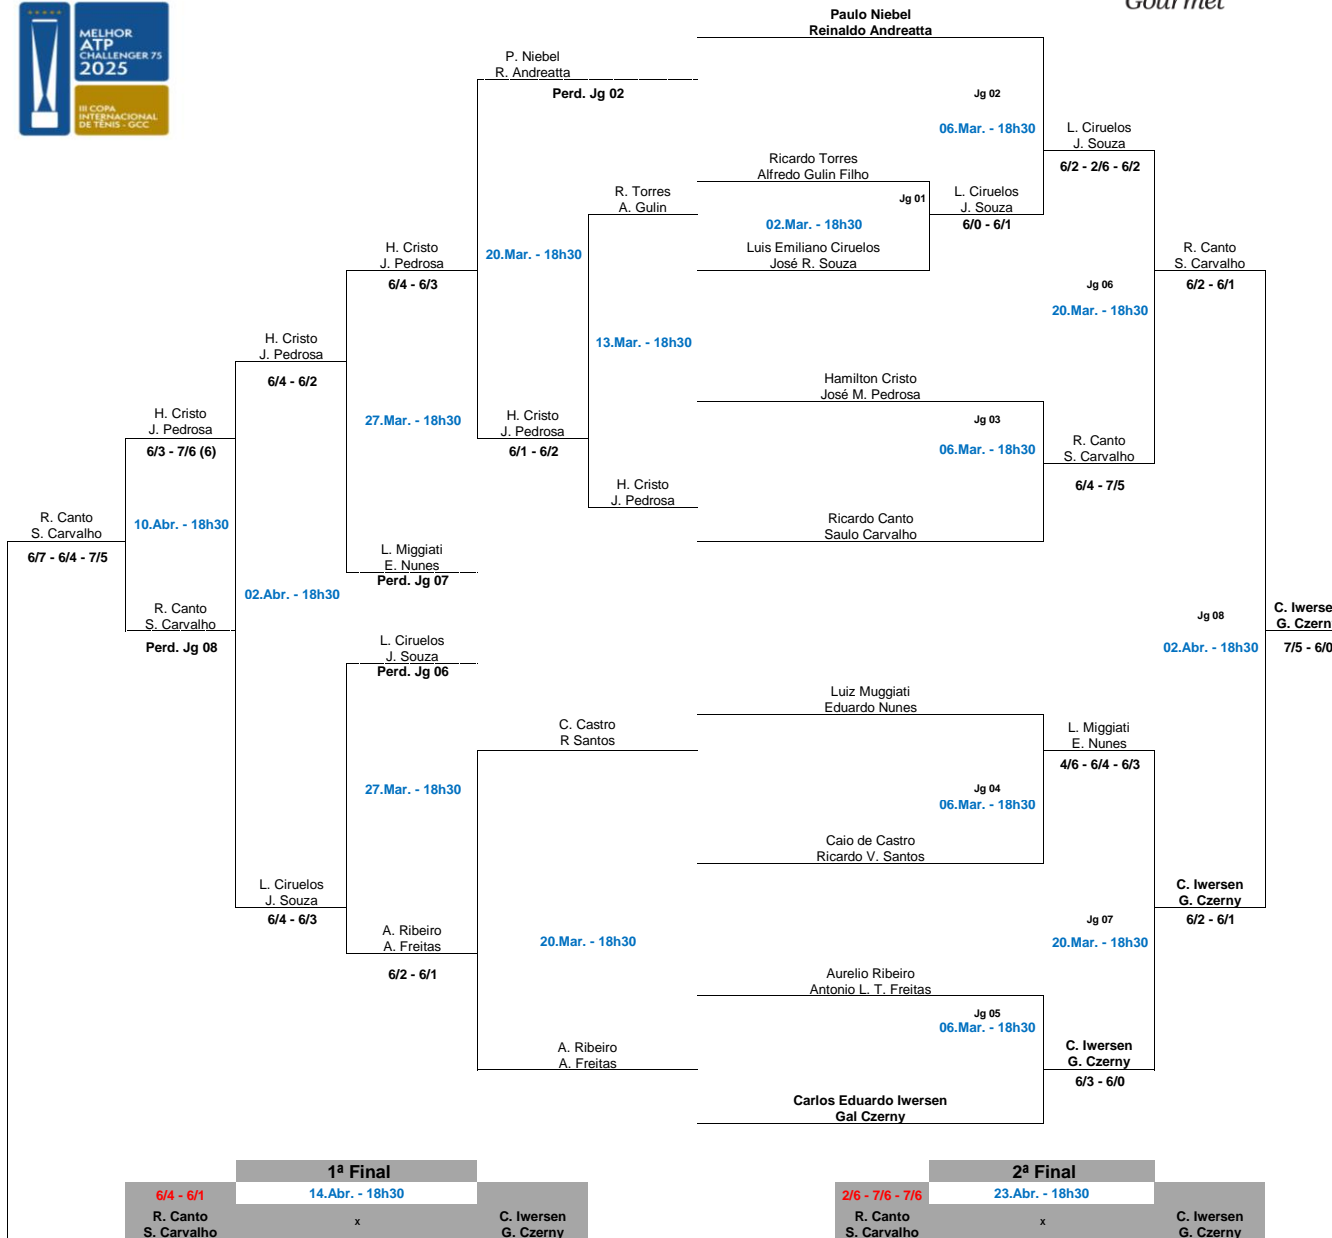 Gourmet
MELHOR
ATP
CHALLENGER 75
2025
III COPA
INTERNACIONAL
DE TÊNIS - GCC
Paulo Niebel
Reinaldo Andreatta
P. Niebel
R. Andreatta
Perd. Jg 02
Jg 02
06.Mar. - 18h30
L. Ciruelos
J. Souza
6/2 - 2/6 - 6/2
Ricardo Torres
Alfredo Gulin Filho
R. Torres
A. Gulin
Jg 01
L. Ciruelos
J. Souza
6/0 - 6/1
02.Mar. - 18h30
Luis Emiliano Ciruelos
José R. Souza
H. Cristo
J. Pedrosa
6/4 - 6/3
20.Mar. - 18h30
R. Canto
S. Carvalho
6/2 - 6/1
Jg 06
20.Mar. - 18h30
H. Cristo
J. Pedrosa
6/4 - 6/2
13.Mar. - 18h30
Hamilton Cristo
José M. Pedrosa
H. Cristo
J. Pedrosa
6/3 - 7/6 (6)
27.Mar. - 18h30
H. Cristo
J. Pedrosa
6/1 - 6/2
Jg 03
06.Mar. - 18h30
R. Canto
S. Carvalho
6/4 - 7/5
H. Cristo
J. Pedrosa
R. Canto
S. Carvalho
6/7 - 6/4 - 7/5
10.Abr. - 18h30
Ricardo Canto
Saulo Carvalho
L. Miggiati
E. Nunes
Perd. Jg 07
02.Abr. - 18h30
R. Canto
S. Carvalho
Perd. Jg 08
L. Ciruelos
J. Souza
Perd. Jg 06
Jg 08
02.Abr. - 18h30
C. Iwerse
G. Czern
7/5 - 6/0
Luiz Muggiati
Eduardo Nunes
C. Castro
R Santos
L. Miggiati
E. Nunes
4/6 - 6/4 - 6/3
27.Mar. - 18h30
Jg 04
06.Mar. - 18h30
Caio de Castro
Ricardo V. Santos
L. Ciruelos
J. Souza
6/4 - 6/3
C. Iwersen
G. Czerny
6/2 - 6/1
A. Ribeiro
A. Freitas
6/2 - 6/1
20.Mar. - 18h30
Jg 07
20.Mar. - 18h30
Aurelio Ribeiro
Antonio L. T. Freitas
Jg 05
06.Mar. - 18h30
A. Ribeiro
A. Freitas
C. Iwersen
G. Czerny
6/3 - 6/0
Carlos Eduardo Iwersen
Gal Czerny
1ª Final
6/4 - 6/1
14.Abr. - 18h30
R. Canto
S. Carvalho
x
C. Iwersen
G. Czerny
2ª Final
2/6 - 7/6 - 7/6
23.Abr. - 18h30
R. Canto
S. Carvalho
x
C. Iwersen
G. Czerny